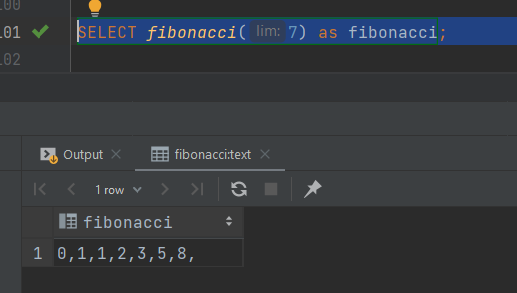 100
101 SELECT fibonacci( lim: 7) as fibonacci;
102
Output × fibonacci:text ×
1 row
fibonacci
1 0,1,1,2,3,5,8,